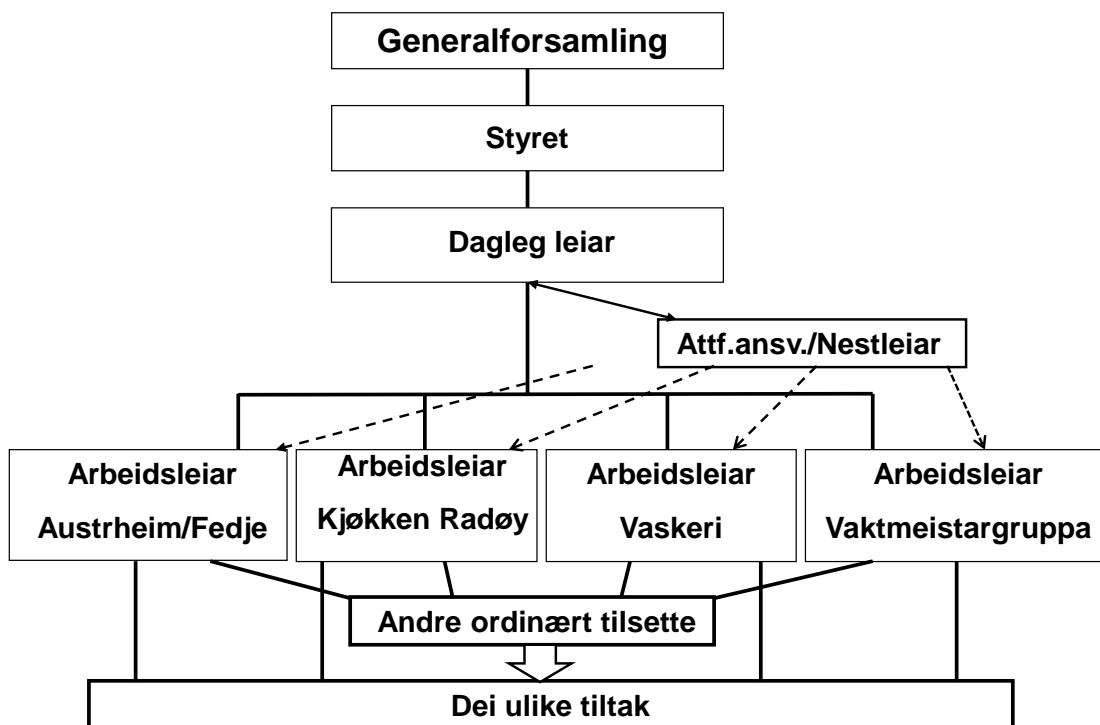 Generalforsamling
Styret
Dagleg leiar
Attf.ansv./Nestleiar
Arbeidsleiar
Austrheim/Fedje
Arbeidsleiar
Kjøkken Radøy
Arbeidsleiar
Vaskeri
Arbeidsleiar
Vaktmeistargruppa
Andre ordinært tilsette
Dei ulike tiltak